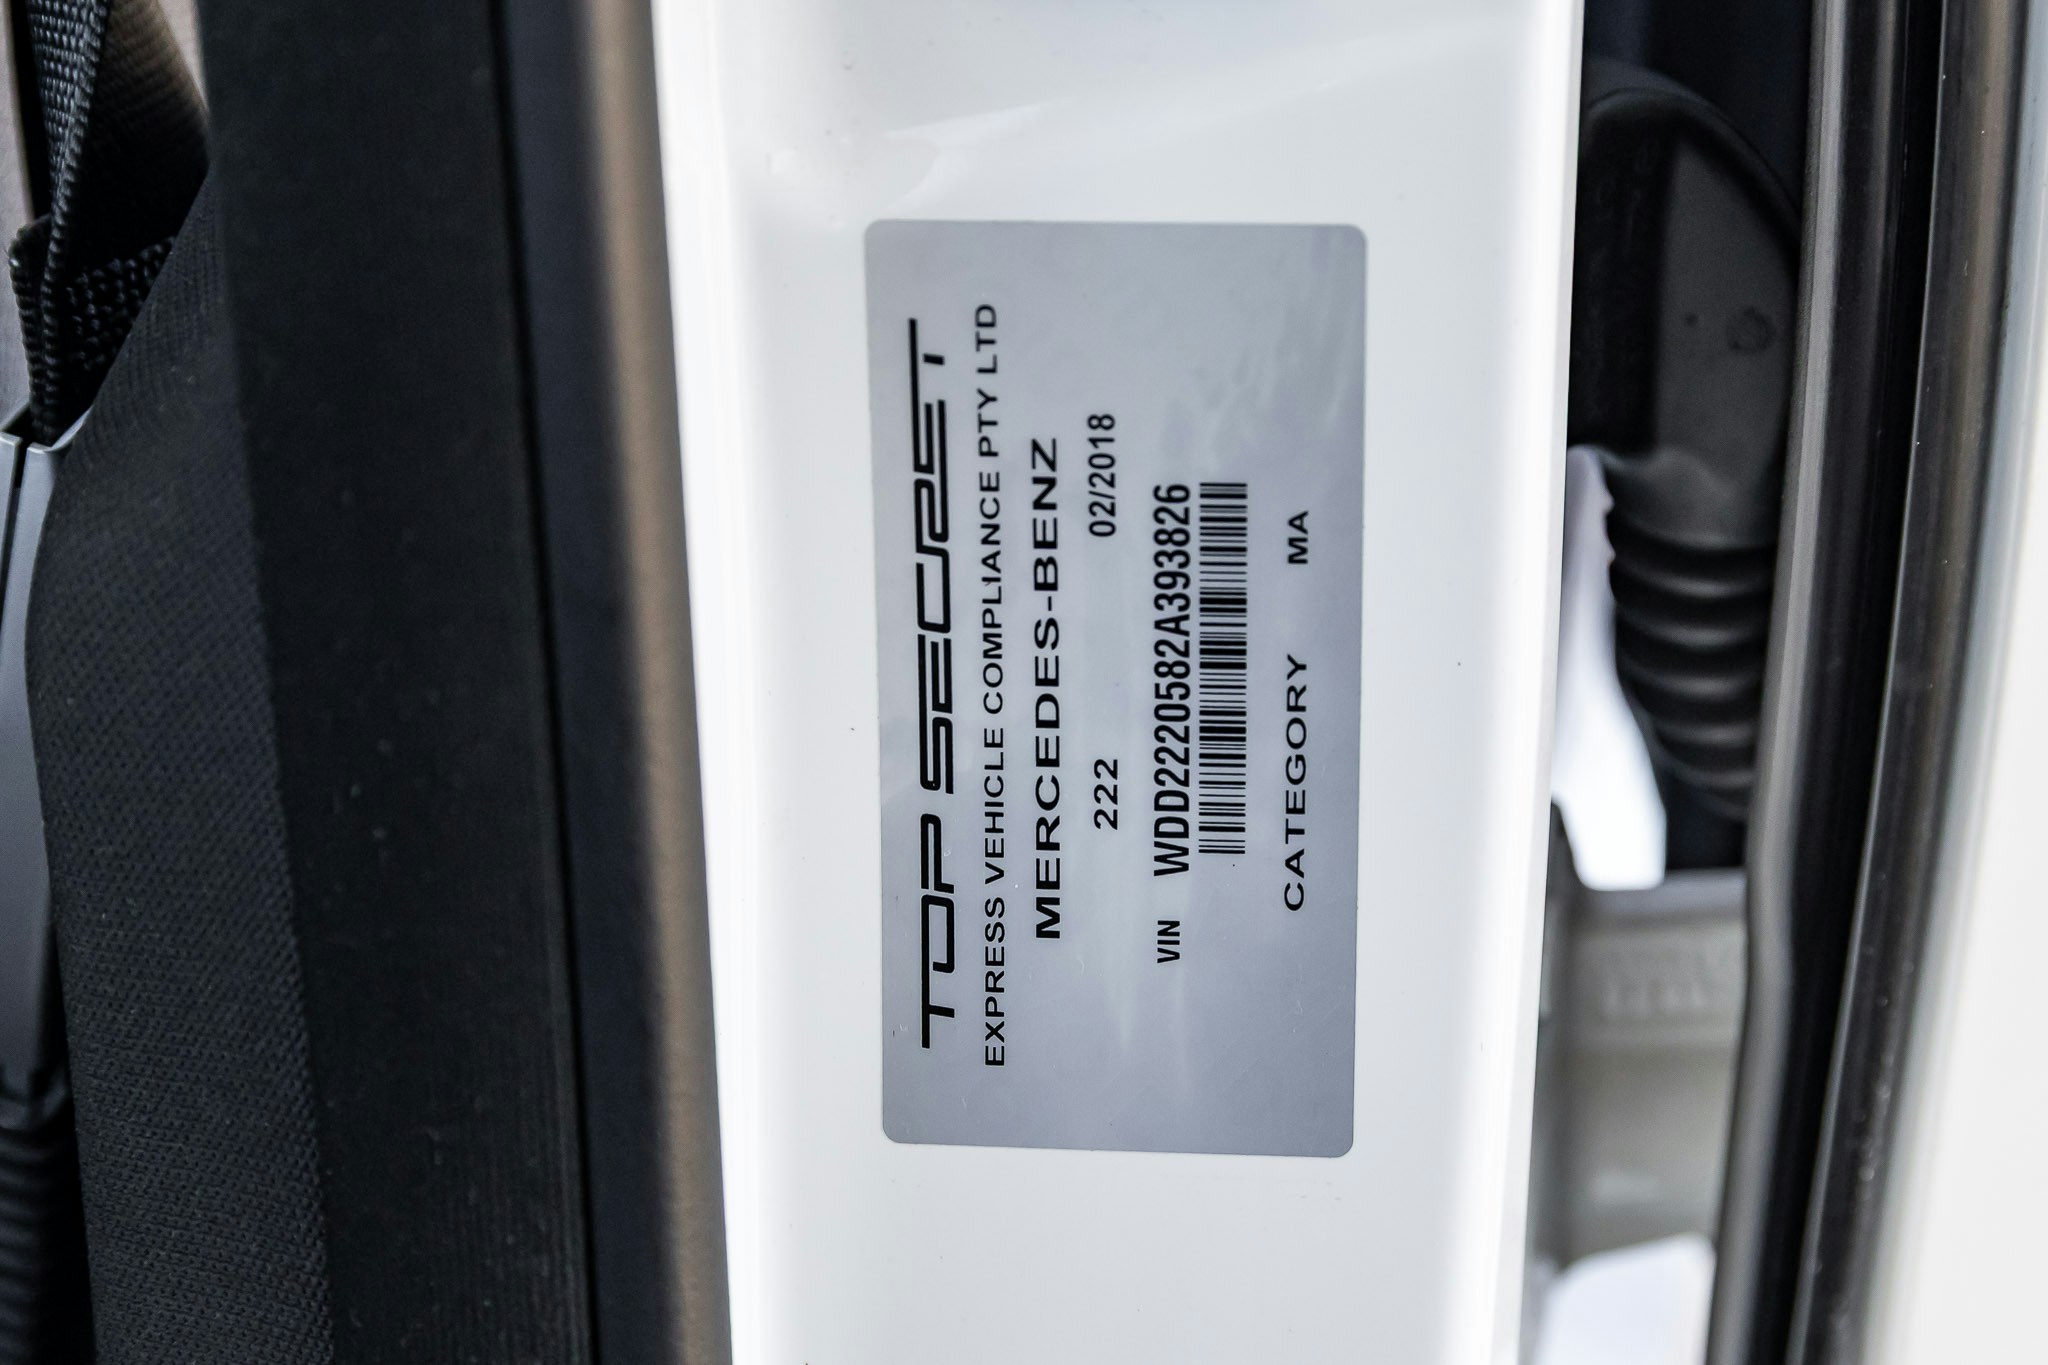 TOP SECRET
EXPRESS VEHICLE COMPLIANCE PTY LTD
MERCEDES-BENZ
222 02/2018
VIN WDD2220582A393826
CATEGORY MA